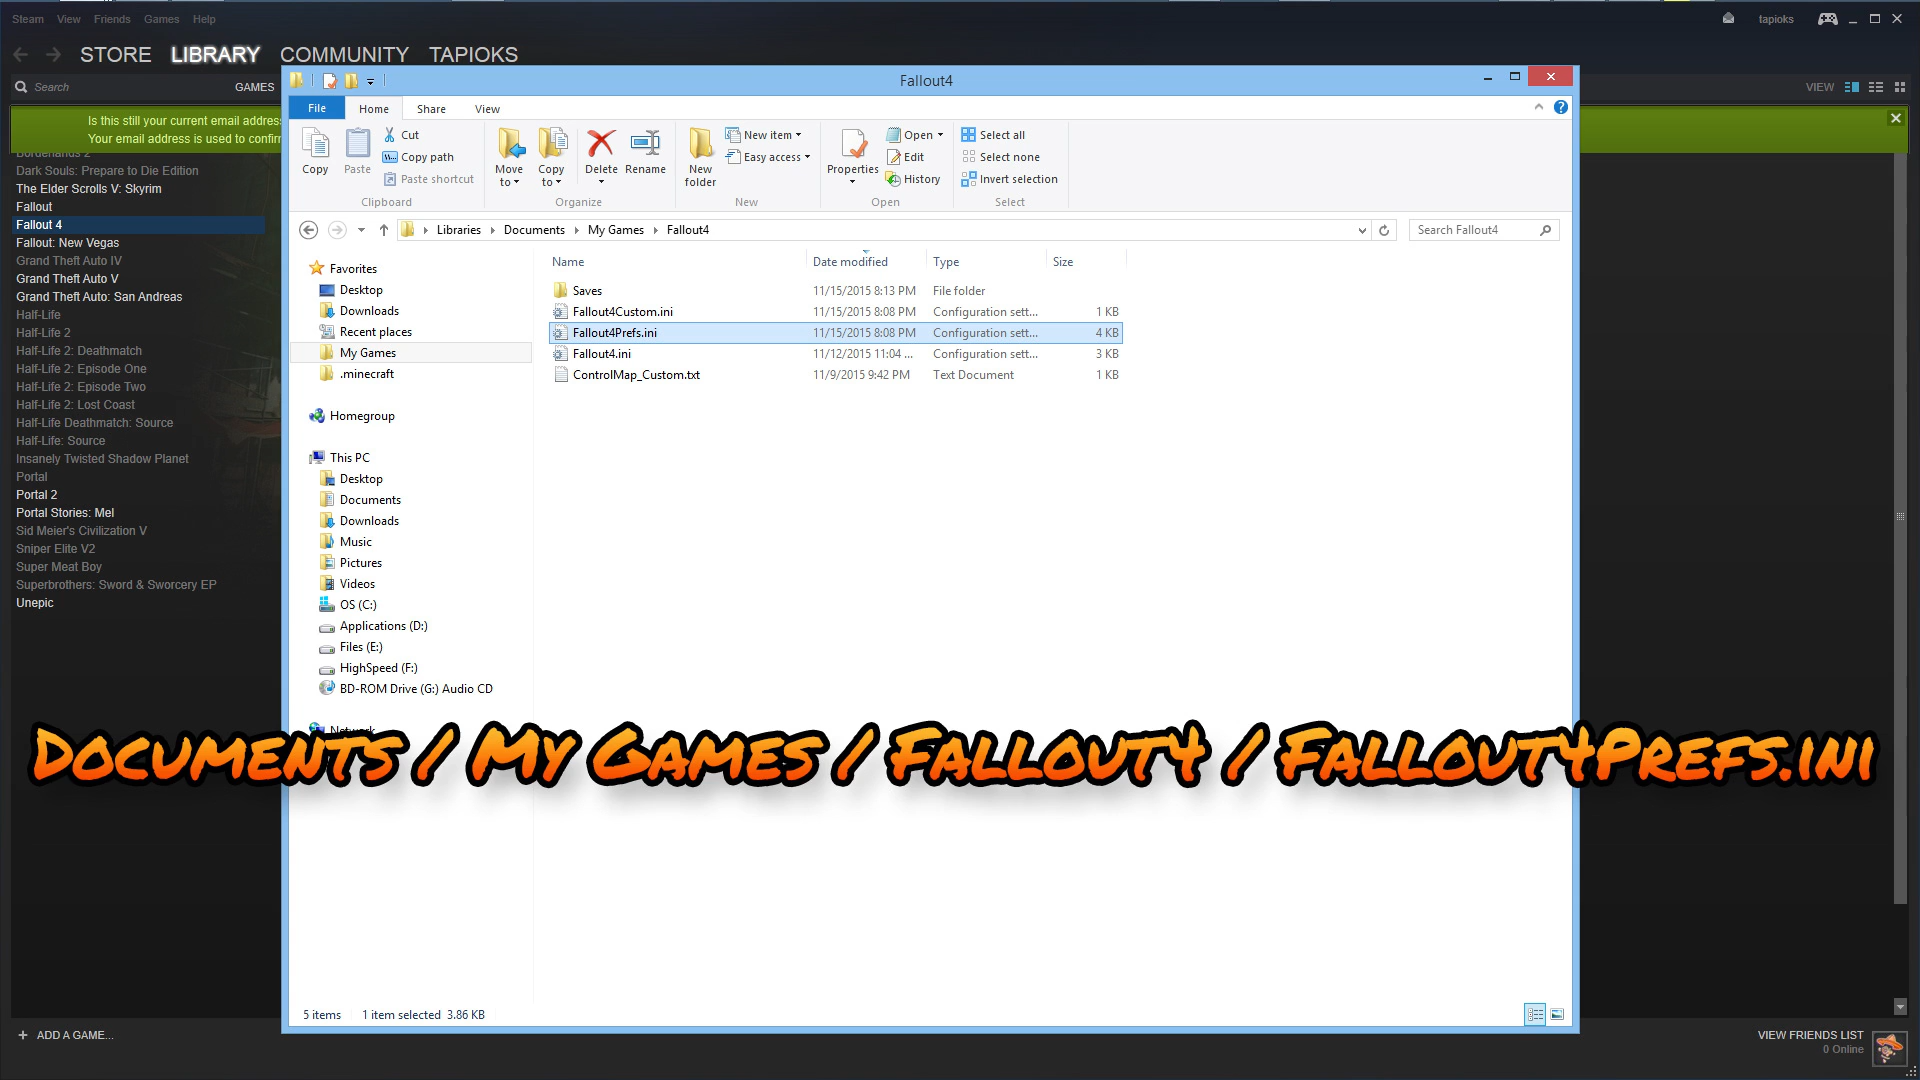 Steam View Friends Games Help
tapioks
STORE LIBRARY COMMUNITY TAPIOKS
Search GAMES
VIEW
Is this still your current email address
Your email address is used to confirm
Borderlands 2
Dark Souls: Prepare to Die Edition
The Elder Scrolls V: Skyrim
Fallout
Fallout 4
Fallout: New Vegas
Grand Theft Auto IV
Grand Theft Auto V
Grand Theft Auto: San Andreas
Half-Life
Half-Life 2
Half-Life 2: Deathmatch
Half-Life 2: Episode One
Half-Life 2: Episode Two
Half-Life 2: Lost Coast
Half-Life Deathmatch: Source
Half-Life: Source
Insanely Twisted Shadow Planet
Portal
Portal 2
Portal Stories: Mel
Sid Meier's Civilization V
Sniper Elite V2
Super Meat Boy
Superbrothers: Sword & Sworcery EP
Unepic
Fallout4
File Home Share View
Copy
Paste
Cut
Copy path
Paste shortcut
Clipboard
Move to
Copy to
Delete
Rename
Organize
New folder
New item
Easy access
New
Properties
Open
Edit
History
Open
Select all
Select none
Invert selection
Select
Libraries Documents My Games Fallout4
Search Fallout4
Favorites
Desktop
Downloads
Recent places
My Games
.minecraft
Homegroup
This PC
Desktop
Documents
Downloads
Music
Pictures
Videos
OS (C:)
Applications (D:)
Files (E:)
HighSpeed (F:)
BD-ROM Drive (G:) Audio CD
Network
Name Date modified Type Size
Saves 11/15/2015 8:13 PM File folder
Fallout4Custom.ini 11/15/2015 8:08 PM Configuration sett... 1 KB
Fallout4Prefs.ini 11/15/2015 8:08 PM Configuration sett... 4 KB
Fallout4.ini 11/12/2015 11:04 ... Configuration sett... 3 KB
ControlMap_Custom.txt 11/9/2015 9:42 PM Text Document 1 KB
Documents / My Games / Fallout4 / Fallout4Prefs.ini
5 items 1 item selected 3.86 KB
+ ADD A GAME...
VIEW FRIENDS LIST
0 Online